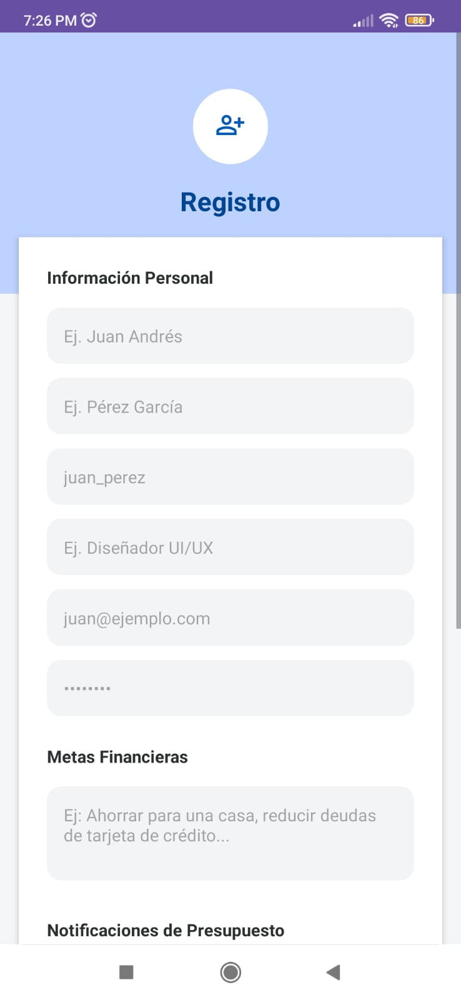 7:26 PM
86
Registro
Información Personal
Ej. Juan Andrés
Ej. Pérez García
juan_perez
Ej. Diseñador UI/UX
juan@ejemplo.com
••••••••
Metas Financieras
Ej: Ahorrar para una casa, reducir deudas
de tarjeta de crédito...
Notificaciones de Presupuesto